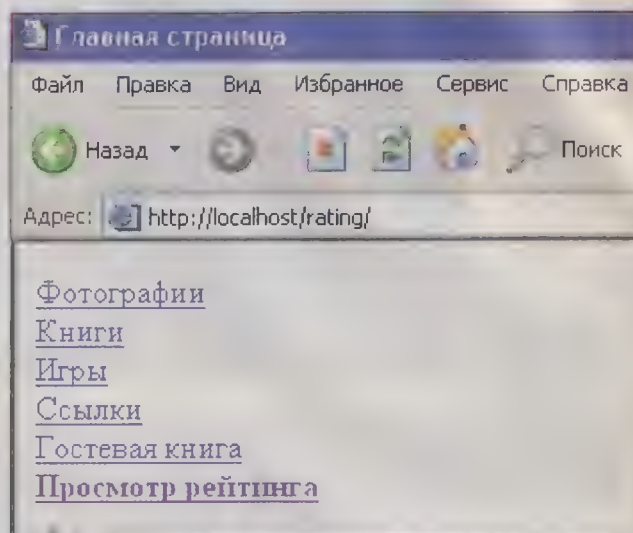 Главная страница
Файл Правка Вид Избранное Сервис Справка
Назад Поиск
Адрес: http://localhost/rating/
Фотографии
Книги
Игры
Ссылки
Гостевая книга
Просмотр рейтинга